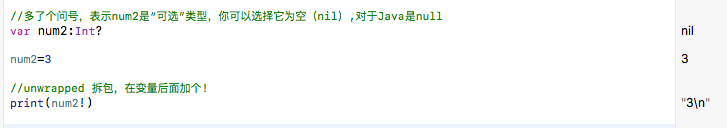 //多了个问号，表示num2是“可选”类型，你可以选择它为空（nil）,对于Java是null
var num2:Int?
nil
num2=3
3
//unwrapped 拆包，在变量后面加个！
print(num2!)
"3\n"